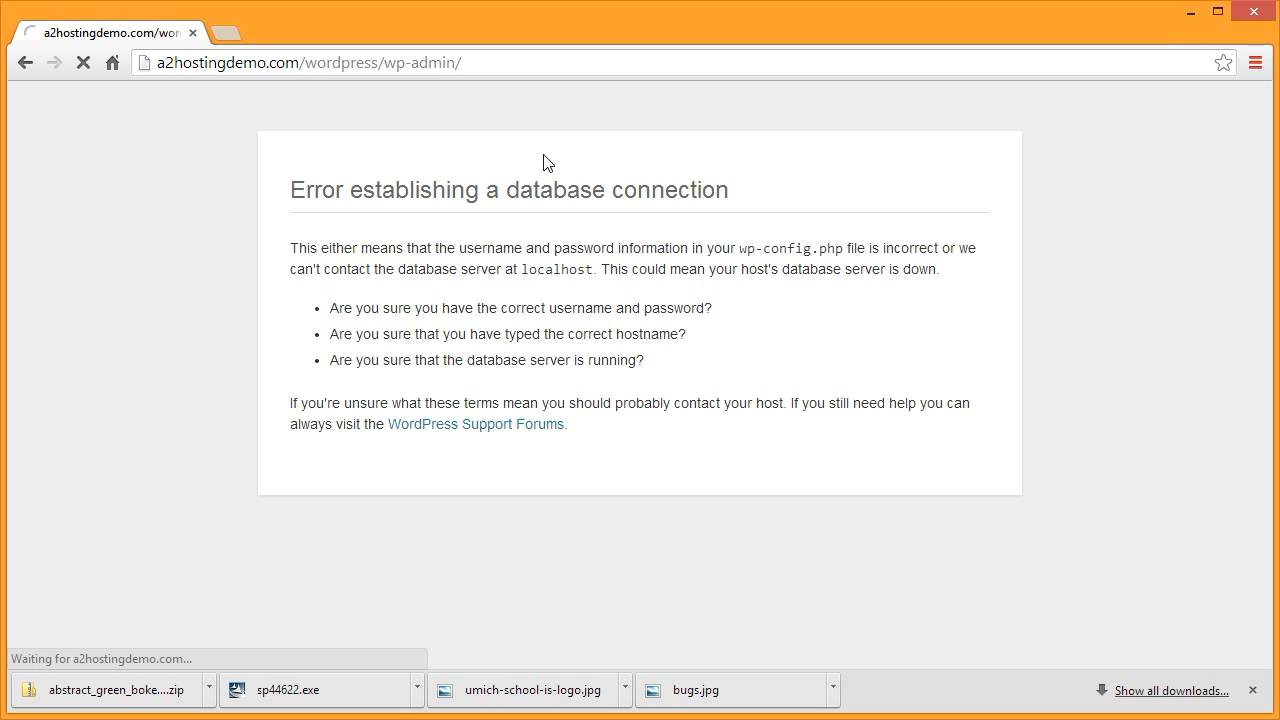 a2hostingdemo.com/wor
a2hostingdemo.com/wordpress/wp-admin/
Error establishing a database connection
This either means that the username and password information in your wp-config.php file is incorrect or we
can't contact the database server at localhost. This could mean your host's database server is down.
• Are you sure you have the correct username and password?
• Are you sure that you have typed the correct hostname?
• Are you sure that the database server is running?
If you're unsure what these terms mean you should probably contact your host. If you still need help you can
always visit the WordPress Support Forums.
Waiting for a2hostingdemo.com...
abstract_green_boke....zip
sp44622.exe
umich-school-is-logo.jpg
bugs.jpg
Show all downloads...